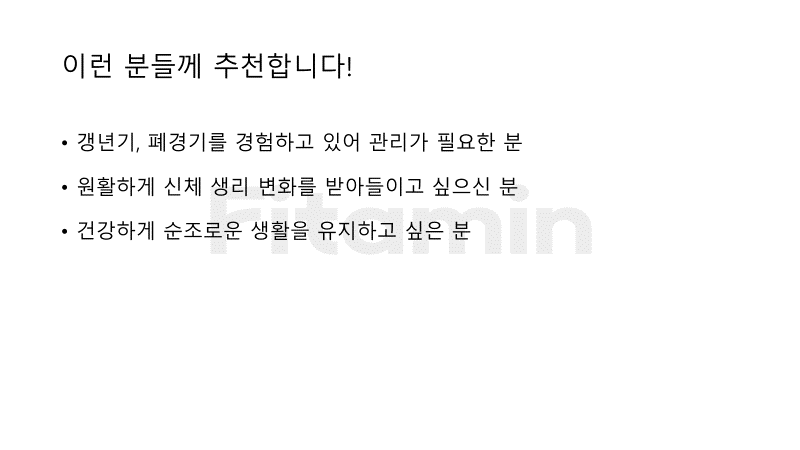 이런 분들께 추천합니다!
• 갱년기, 폐경기를 경험하고 있어 관리가 필요한 분
• 원활하게 신체 생리 변화를 받아들이고 싶으신 분
• 건강하게 순조로운 생활을 유지하고 싶은 분
Fitamin